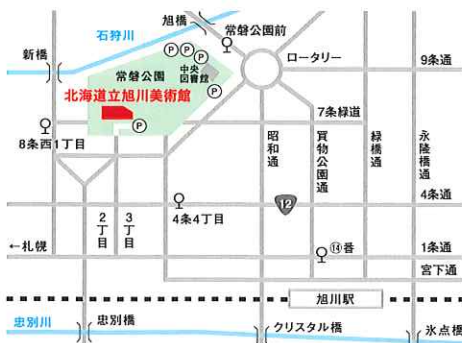 旭橋
常磐公園前
石狩川
新橋
P
P
P
P
常磐公園
中央
図書館
ロータリー
9条通
北海道立旭川美術館
P
7条緑道
8条西1丁目
昭和通
買物公園通
緑橋通
永隆橋通
4条通
12
4条4丁目
2丁目
3丁目
←札幌
⑭番
1条通
宮下通
旭川駅
忠別川
忠別橋
クリスタル橋
氷点橋